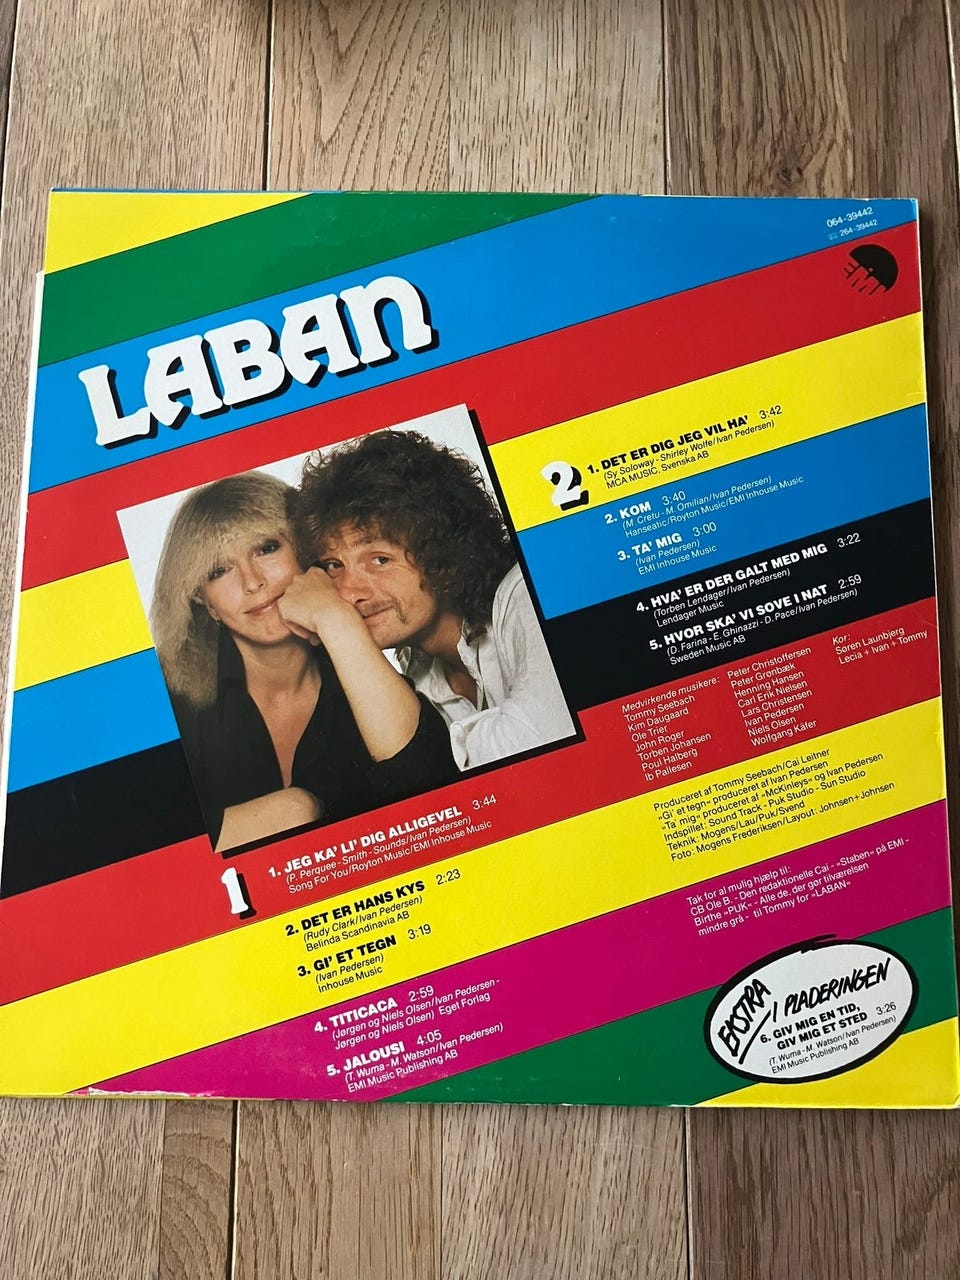 064-39442
264-39442
EMI
LABAN
1
1. JEG KA' LI' DIG ALLIGEVEL 3:44
(P. Perquee - Smith - Sounds/Ivan Pedersen)
Song For You/Royton Music/EMI Inhouse Music
2. DET ER HANS KYS 2:23
(Rudy Clark/Ivan Pedersen)
Belinda Scandinavia AB
3. GI' ET TEGN 3:19
(Ivan Pedersen)
Inhouse Music
4. TITICACA 2:59
(Jørgen og Niels Olsen/Ivan Pedersen -
Jørgen og Niels Olsen) Eget Forlag
5. JALOUSI 4:05
(T. Wuma - M. Watson/Ivan Pedersen)
EMI Music Publishing AB
2
1. DET ER DIG JEG VIL HA' 3:42
(Sy Soloway - Shirley Wolfe/Ivan Pedersen)
MCA MUSIC, Svenska AB
2. KOM 3:40
(M. Cretu - M. Omilian/Ivan Pedersen)
Hanseatic/Royton Music/EMI Inhouse Music
3. TA' MIG 3:00
(Ivan Pedersen)
EMI Inhouse Music
4. HVA' ER DER GALT MED MIG 3:22
(Torben Lendager/Ivan Pedersen)
Lendager Music
5. HVOR SKA' VI SOVE I NAT 2:59
(D. Farina - E. Ghinazzi - D. Pace/Ivan Pedersen)
Sweden Music AB
Medvirkende musikere:
Tommy Seebach
Kim Daugaard
Ole Trier
John Roger
Torben Johansen
Poul Halberg
Ib Pallesen
Peter Christoffersen
Peter Grønbæk
Henning Hansen
Carl Erik Nielsen
Lars Christensen
Ivan Pedersen
Niels Olsen
Wolfgang Käfer
Kor:
Søren Launbjerg
Lecia + Ivan + Tommy
Produceret af Tommy Seebach/Cai Leitner
»Gi' et tegn« produceret af Ivan Pedersen
»Ta' mig« produceret af »McKinleys« og Ivan Pedersen
Indspillet: Sound Track - Puk Studio - Sun Studio
Teknik: Mogens/Lau/Puk/Svend
Foto: Mogens Frederiksen/Layout: Johnsen+Johnsen
Tak for al mulig hjælp til:
CB Ole B. - Den redaktionelle Cai - »Staben« på EMI -
Birthe »PUK« - Alle de, der gør tilværelsen
mindre grå - til Tommy for »LABAN«
EKSTRA
I PLADERINGEN
6. GIV MIG EN TID,
GIV MIG ET STED 3:26
(T. Wuma - M. Watson/Ivan Pedersen)
EMI Music Publishing AB